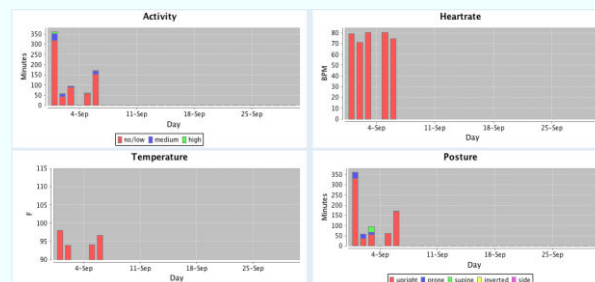 Activity
Minutes
350
300
250
200
150
100
50
0
4-Sep 11-Sep 18-Sep 25-Sep
Day
no/low medium high
Heartrate
BPM
80
70
60
50
40
30
20
10
0
4-Sep 11-Sep 18-Sep 25-Sep
Day
Temperature
F
115
110
105
100
95
90
4-Sep 11-Sep 18-Sep 25-Sep
Day
Posture
Minutes
350
300
250
200
150
100
50
0
4-Sep 11-Sep 18-Sep 25-Sep
Day
upright prone supine inverted side